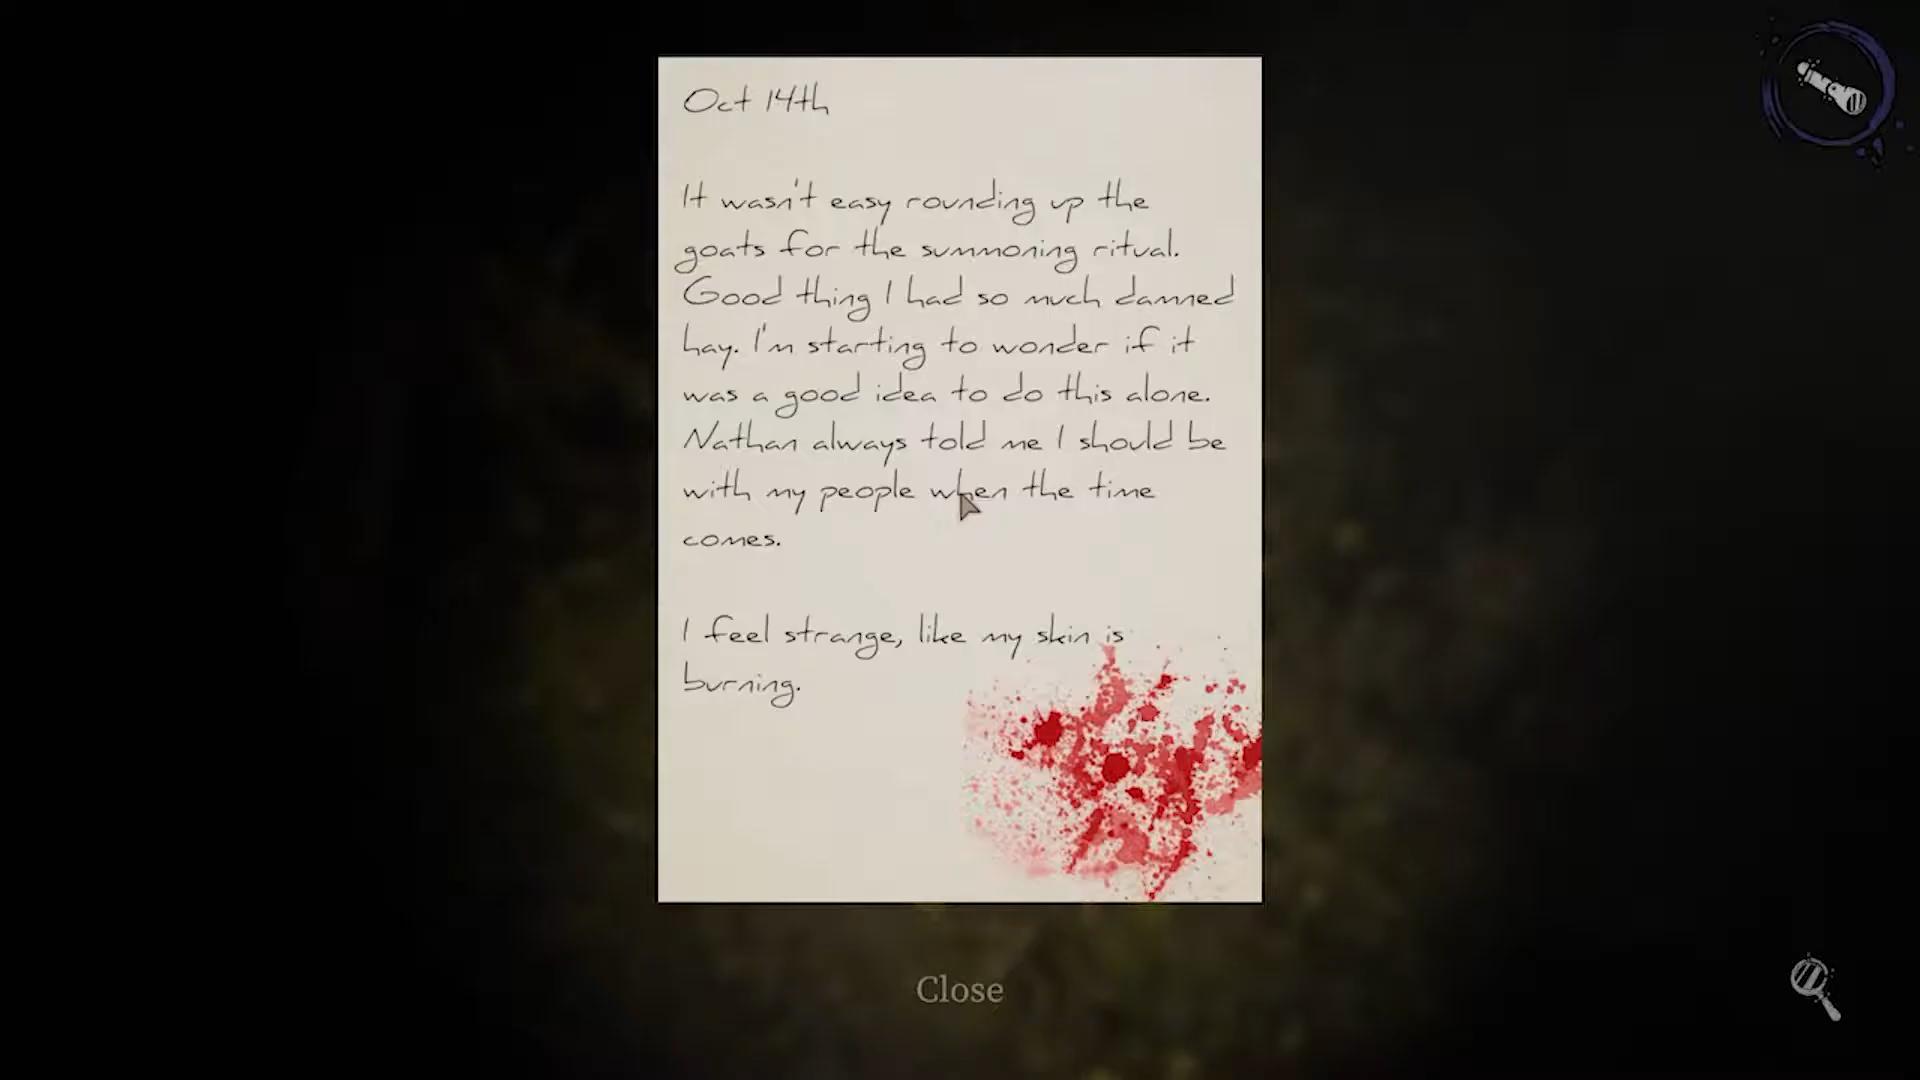 Oct 14th
It wasn't easy rounding up the
goats for the summoning ritual.
Good thing I had so much damned
hay. I'm starting to wonder if it
was a good idea to do this alone.
Nathan always told me I should be
with my people when the time
comes.
I feel strange, like my skin is
burning.
Close